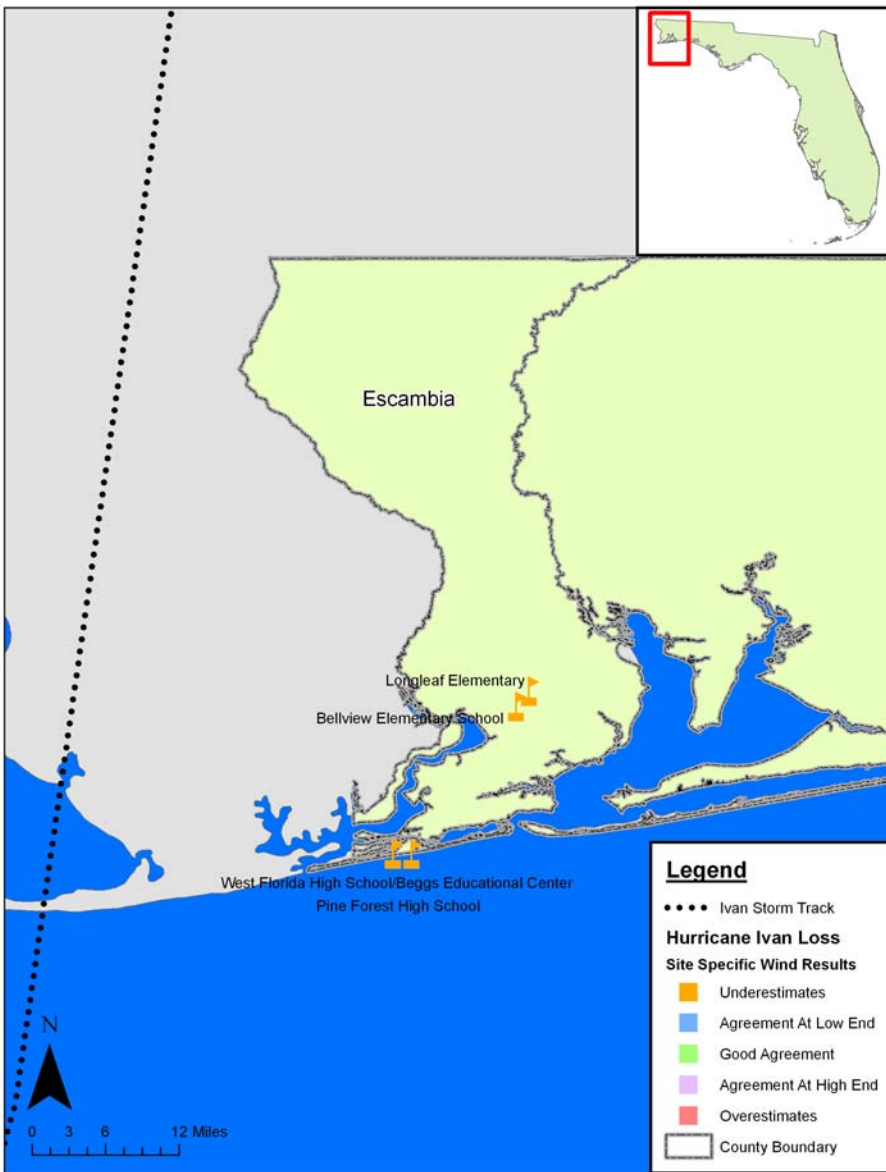 Escambia
Longleaf Elementary
Bellview Elementary School
West Florida High School/Beggs Educational Center
Pine Forest High School
N
0 3 6 12 Miles
Legend
Ivan Storm Track
Hurricane Ivan Loss
Site Specific Wind Results
Underestimates
Agreement At Low End
Good Agreement
Agreement At High End
Overestimates
County Boundary